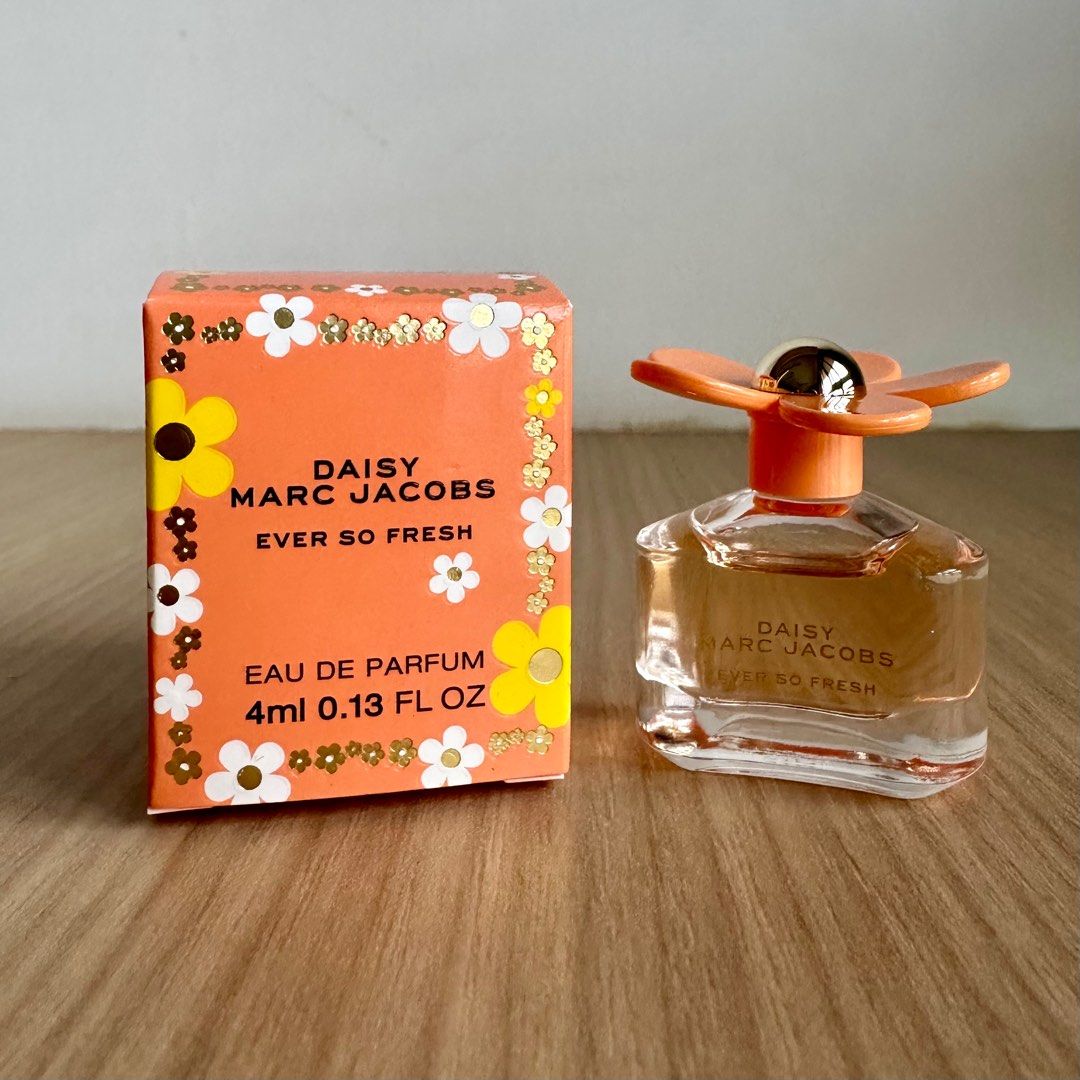 DAISY
MARC JACOBS
EVER SO FRESH
EAU DE PARFUM
4ml 0.13 FL OZ
DAISY
MARC JACOBS
EVER SO FRESH